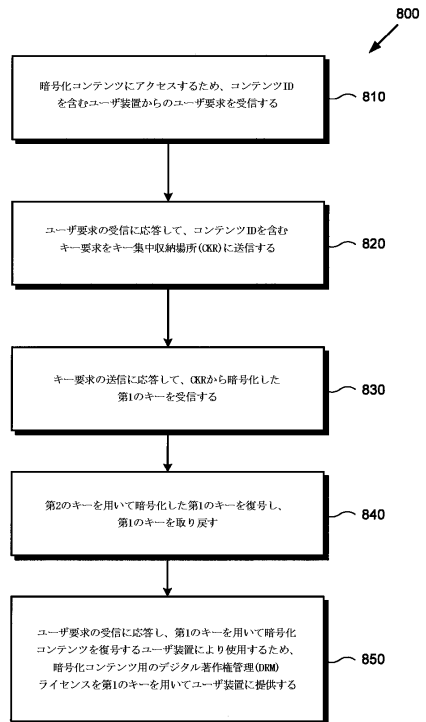 800
暗号化コンテンツにアクセスするため、コンテンツID
を含むユーザ装置からのユーザ要求を受信する
810
ユーザ要求の受信に応答して、コンテンツIDを含む
キー要求をキー集中収納場所(CKR)に送信する
820
キー要求の送信に応答して、CKRから暗号化した
第1のキーを受信する
830
第2のキーを用いて暗号化した第1のキーを復号し、
第1のキーを取り戻す
840
ユーザ要求の受信に応答し、第1のキーを用いて暗号化
コンテンツを復号するユーザ装置により使用するため、
暗号化コンテンツ用のデジタル著作権管理(DRM)
ライセンスを第1のキーを用いてユーザ装置に提供する
850